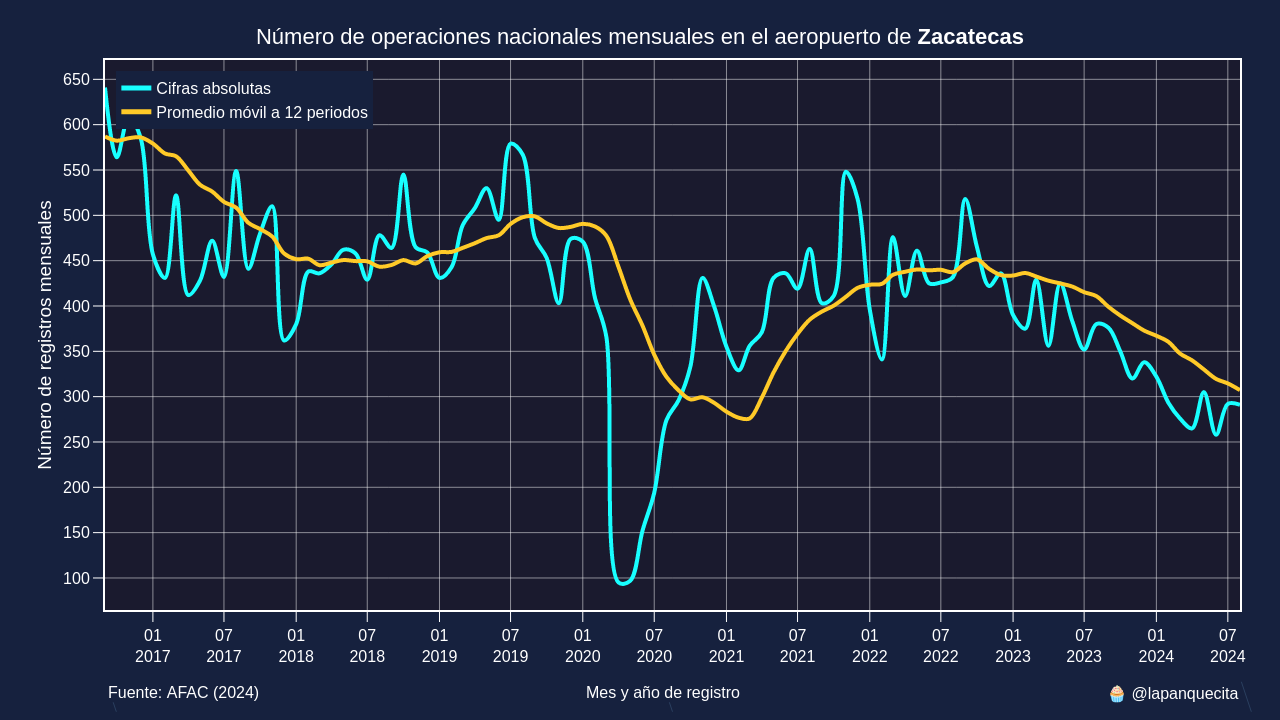 Número de operaciones nacionales mensuales en el aeropuerto de Zacatecas
Cifras absolutas
Promedio móvil a 12 periodos
Número de registros mensuales
650
600
550
500
450
400
350
300
250
200
150
100
01 07 01 07 01 07 01 07 01 07 01 07 01 07 01 07
2017 2017 2018 2018 2019 2019 2020 2020 2021 2021 2022 2022 2023 2023 2024 2024
Fuente: AFAC (2024)
Mes y año de registro
🧁 @lapanquecita